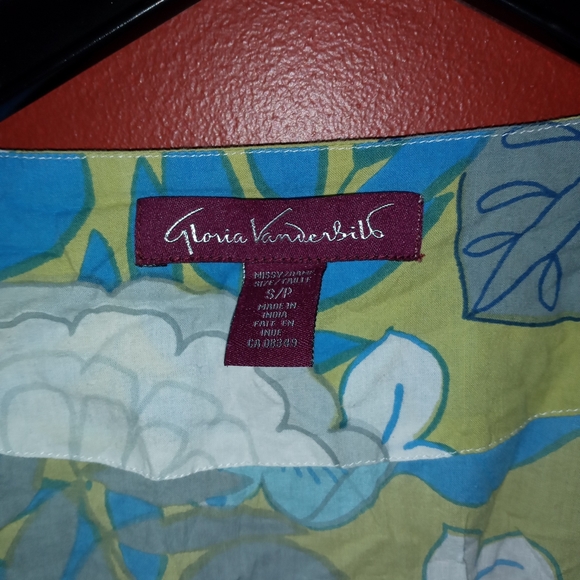 Gloria Vanderbilt
MISSY/DAME
SIZE/TAILLE
S/P
MADE IN
INDIA
FAIT EN
INDE
CA 08349